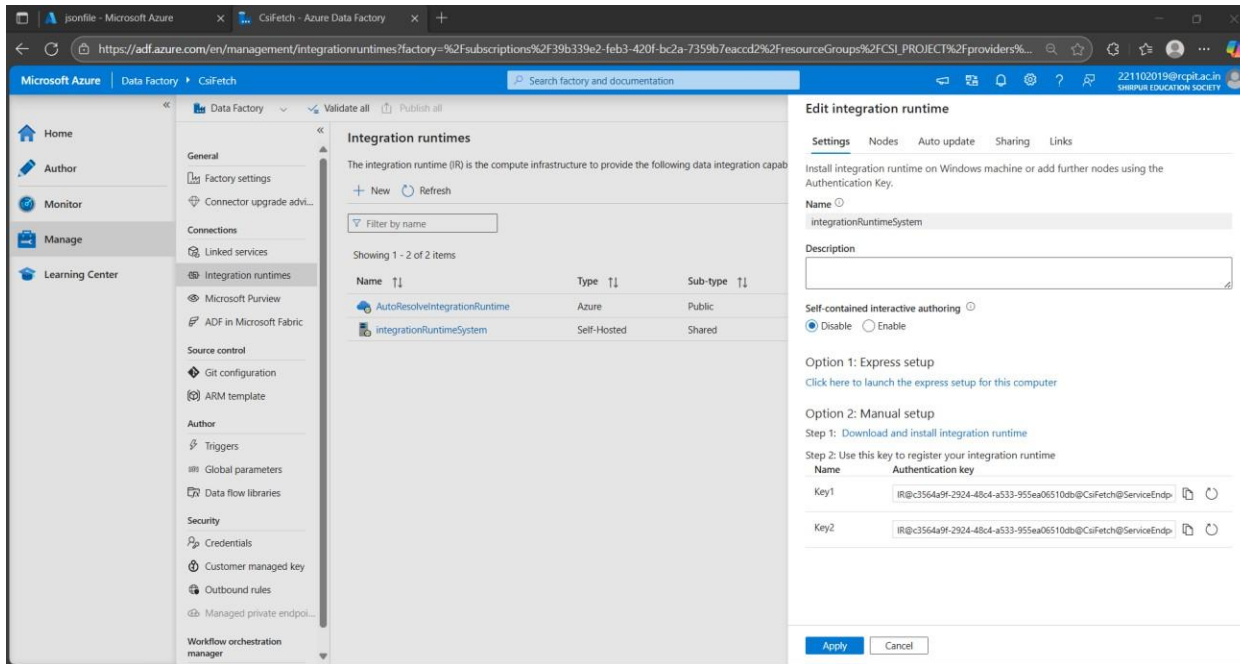 jsonfile - Microsoft Azure
CsiFetch - Azure Data Factory
https://adf.azure.com/en/management/integrationruntimes?factory=%2Fsubscriptions%2F39b339e2-feb3-420f-bc2a-7359b7eaccd2%2FresourceGroups%2FCSI_PROJECT%2Fproviders%...
Microsoft Azure | Data Factory CsiFetch
Search factory and documentation
221102019@rcpit.ac.in
SHIRPUR EDUCATION SOCIETY
Home
Author
Monitor
Manage
Learning Center
Data Factory
Validate all
Publish all
General
Factory settings
Connector upgrade advi...
Connections
Linked services
Integration runtimes
Microsoft Purview
ADF in Microsoft Fabric
Source control
Git configuration
ARM template
Author
Triggers
Global parameters
Data flow libraries
Security
Credentials
Customer managed key
Outbound rules
Managed private endpoi...
Workflow orchestration
manager
Integration runtimes
The integration runtime (IR) is the compute infrastructure to provide the following data integration capab
New Refresh
Filter by name
Showing 1 - 2 of 2 items
Name Type Sub-type
AutoResolveIntegrationRuntime Azure Public
integrationRuntimeSystem Self-Hosted Shared
Edit integration runtime
Settings Nodes Auto update Sharing Links
Install integration runtime on Windows machine or add further nodes using the
Authentication Key.
Name
integrationRuntimeSystem
Description
Self-contained interactive authoring
Disable Enable
Option 1: Express setup
Click here to launch the express setup for this computer
Option 2: Manual setup
Step 1: Download and install integration runtime
Step 2: Use this key to register your integration runtime
Name Authentication key
Key1 IR@c3564a9f-2924-48c4-a533-955ea06510db@CsiFetch@ServiceEndp
Key2 IR@c3564a9f-2924-48c4-a533-955ea06510db@CsiFetch@ServiceEndp
Apply Cancel